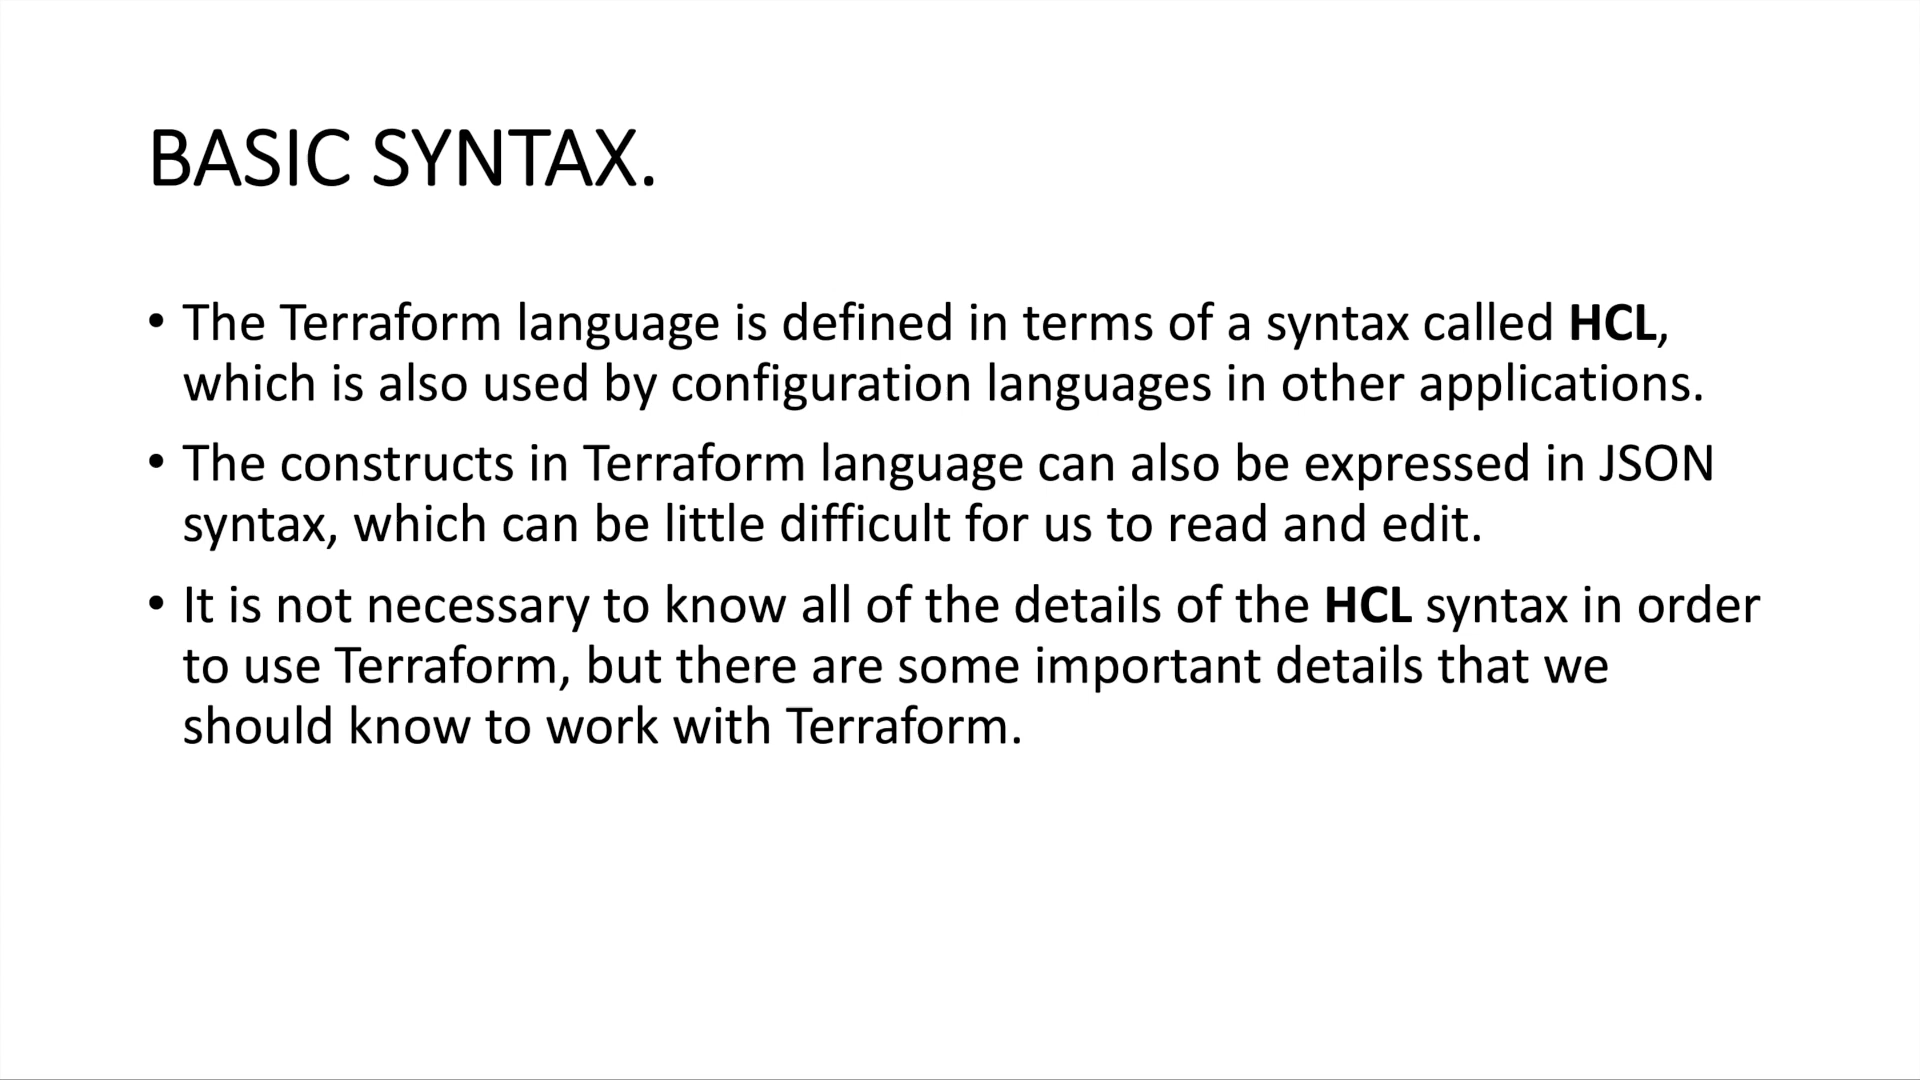 BASIC SYNTAX.
• The Terraform language is defined in terms of a syntax called HCL,
which is also used by configuration languages in other applications.
• The constructs in Terraform language can also be expressed in JSON
syntax, which can be little difficult for us to read and edit.
• It is not necessary to know all of the details of the HCL syntax in order
to use Terraform, but there are some important details that we
should know to work with Terraform.